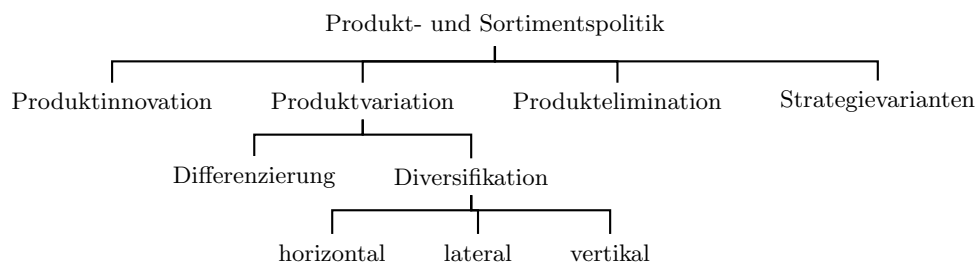 Produkt- und Sortimentspolitik
Produktinnovation Produktvariation Produktelimination Strategievarianten
Differenzierung Diversifikation
horizontal lateral vertikal